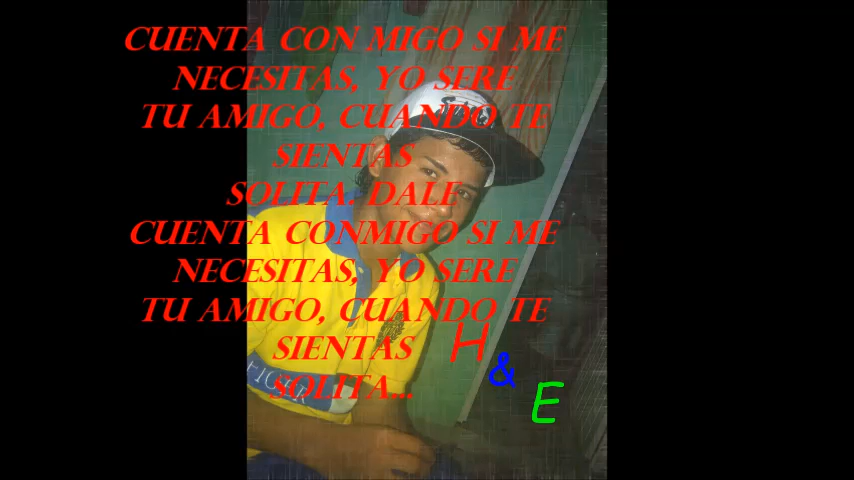 CUENTA CON MIGO SI ME
NECESITAS, YO SERE
TU AMIGO, CUANDO TE
SIENTAS
SOLITA. DALE
CUENTA CONMIGO SI ME
NECESITAS, YO SERE
TU AMIGO, CUANDO TE
SIENTAS
SOLITA...
H
&
E